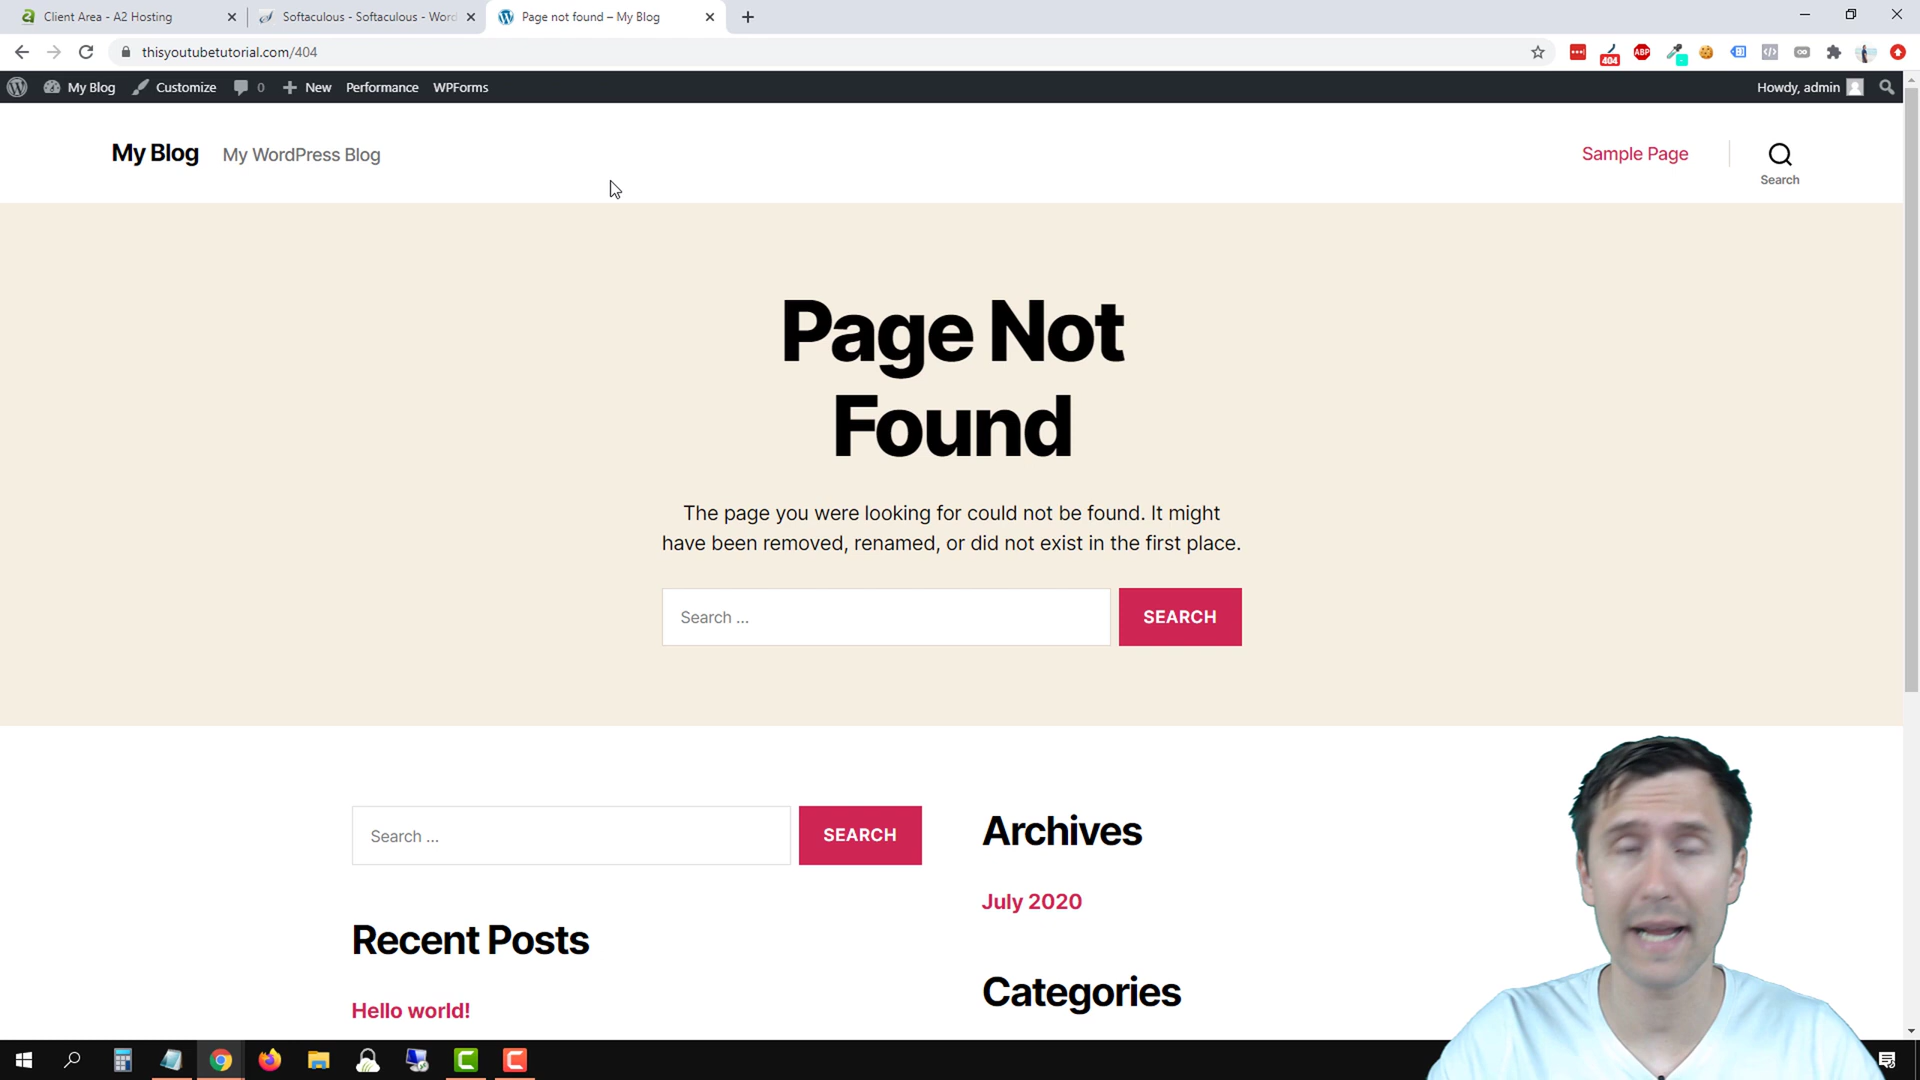 Client Area - A2 Hosting
Softaculous - Softaculous - Word
Page not found – My Blog
thisyoutubetutorial.com/404
404
ABP
My Blog
Customize
0
New
Performance
WPForms
Howdy, admin
My Blog
My WordPress Blog
Sample Page
Search
Page Not
Found
The page you were looking for could not be found. It might
have been removed, renamed, or did not exist in the first place.
Search …
SEARCH
Search …
SEARCH
Archives
July 2020
Recent Posts
Categories
Hello world!